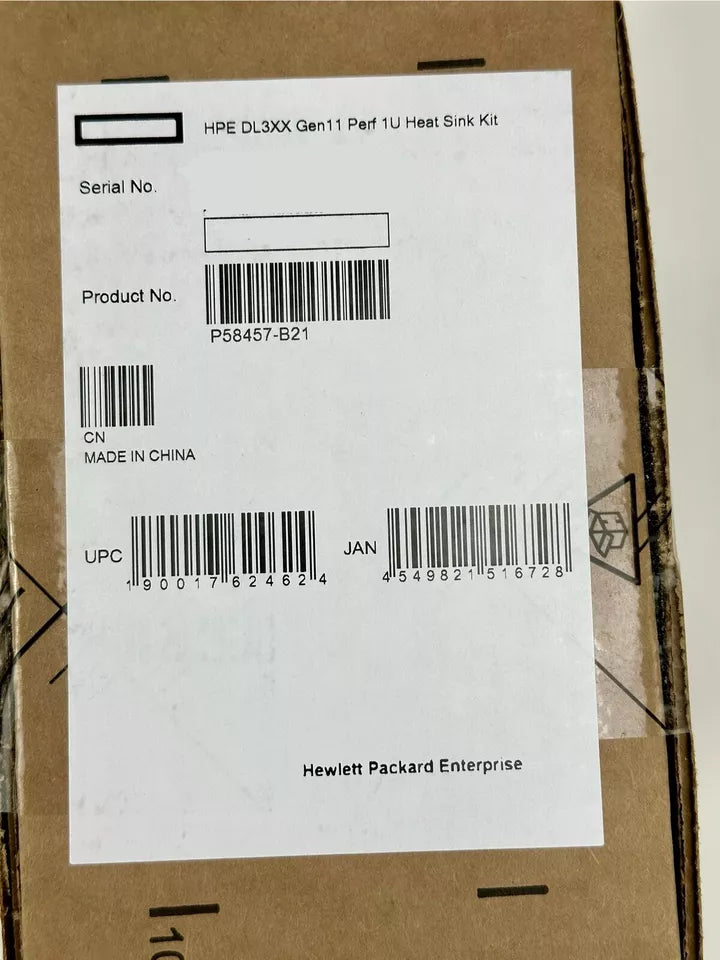 HPE DL3XX Gen11 Perf 1U Heat Sink Kit
Serial No.
Product No.
P58457-B21
CN
MADE IN CHINA
UPC
1 90017 62462 4
JAN
4 549821 516728
Hewlett Packard Enterprise